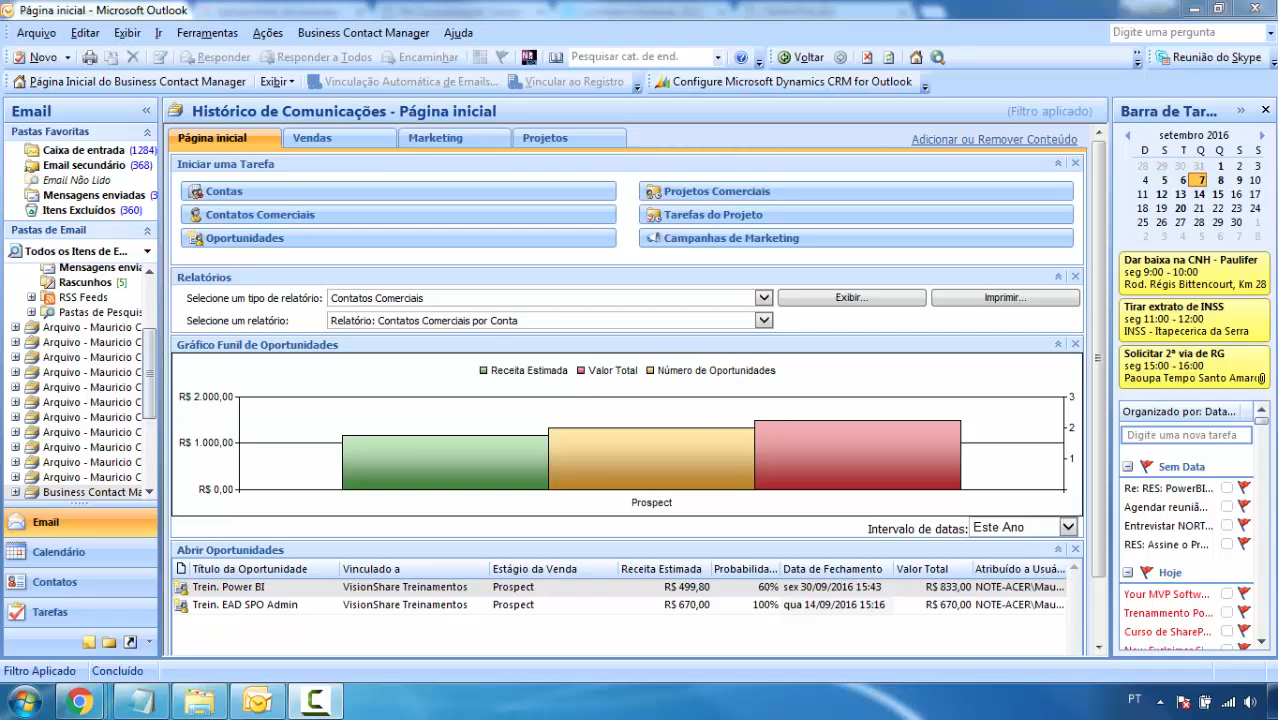 Página inicial - Microsoft Outlook
Arquivo Editar Exibir Ir Ferramentas Ações Business Contact Manager Ajuda Digite uma pergunta
Novo Responder Responder a Todos Encaminhar Pesquisar cat. de end. Voltar Reunião do Skype
Página Inicial do Business Contact Manager Exibir Vinculação Automática de Emails... Vincular ao Registro Configure Microsoft Dynamics CRM for Outlook
Email «
Pastas Favoritas
Caixa de entrada (1284)
Email secundário (368)
Email Não Lido
Mensagens enviadas (3
Itens Excluídos (360)
Pastas de Email
Todos os Itens de E...
Mensagens envia
Rascunhos [5]
RSS Feeds
Pastas de Pesquis
Arquivo - Mauricio C
Arquivo - Mauricio C
Arquivo - Mauricio C
Arquivo - Mauricio C
Arquivo - Mauricio C
Arquivo - Mauricio C
Arquivo - Mauricio C
Arquivo - Mauricio C
Arquivo - Mauricio C
Arquivo - Mauricio C
Arquivo - Mauricio C
Business Contact Ma
Email
Calendário
Contatos
Tarefas
Histórico de Comunicações - Página inicial (Filtro aplicado)
Página inicial Vendas Marketing Projetos Adicionar ou Remover Conteúdo
Iniciar uma Tarefa
Contas Projetos Comerciais
Contatos Comerciais Tarefas do Projeto
Oportunidades Campanhas de Marketing
Relatórios
Selecione um tipo de relatório: Contatos Comerciais Exibir... Imprimir...
Selecione um relatório: Relatório: Contatos Comerciais por Conta
Gráfico Funil de Oportunidades
Receita Estimada Valor Total Número de Oportunidades
R$ 2.000,00 3
R$ 1.000,00 2
1
R$ 0,00
Prospect
Intervalo de datas: Este Ano
Abrir Oportunidades
Título da Oportunidade Vinculado a Estágio da Venda Receita Estimada Probabilida... Data de Fechamento Valor Total Atribuído a Usuá...
Trein. Power BI VisionShare Treinamentos Prospect R$ 499,80 60% sex 30/09/2016 15:43 R$ 833,00 NOTE-ACER\Mau...
Trein. EAD SPO Admin VisionShare Treinamentos Prospect R$ 670,00 100% qua 14/09/2016 15:16 R$ 670,00 NOTE-ACER\Mau...
Barra de Tar... »
setembro 2016
D S T Q Q S S
28 29 30 31 1 2 3
4 5 6 7 8 9 10
11 12 13 14 15 16 17
18 19 20 21 22 23 24
25 26 27 28 29 30 1
2 3 4 5 6 7 8
Dar baixa na CNH - Paulifer
seg 9:00 - 10:00
Rod. Régis Bittencourt, Km 28
Tirar extrato de INSS
seg 11:00 - 12:00
INSS - Itapecerica da Serra
Solicitar 2ª via de RG
seg 15:00 - 16:00
Paoupa Tempo Santo Amaro
Organizado por: Data...
Digite uma nova tarefa
Sem Data
Re: RES: PowerBI...
Agendar reuniã...
Entrevistar NORT...
RES: Assine o Pr...
Hoje
Your MVP Softw...
Trenammento Po...
Curso de ShareP...
Filtro Aplicado Concluído
PT